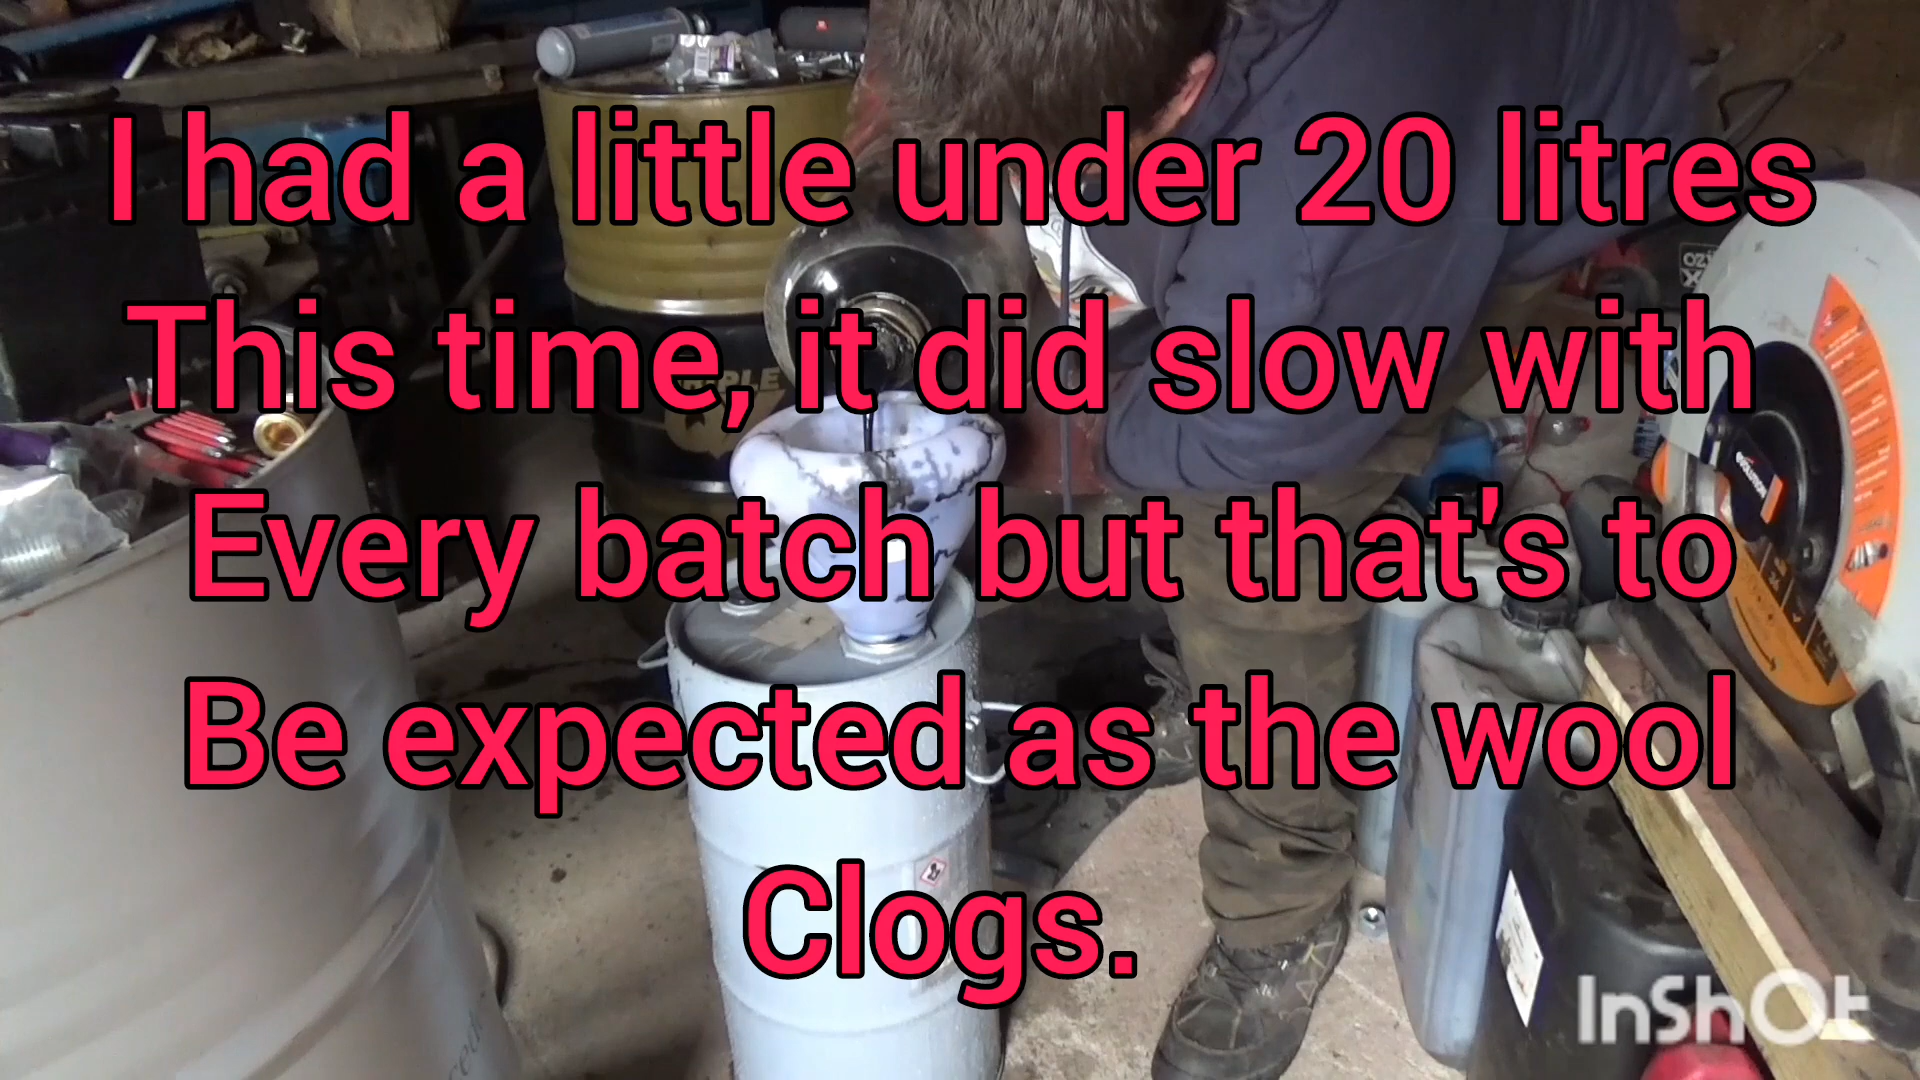 I had a little under 20 litres
This time, it did slow with
Every batch but that's to
Be expected as the wool
Clogs.
InShOt